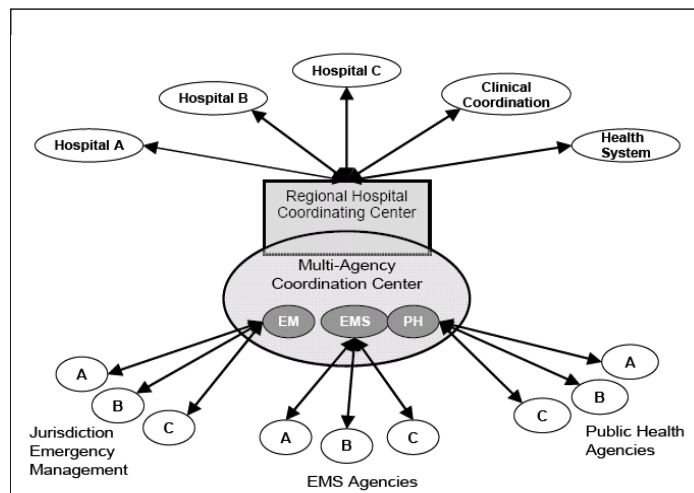 Hospital C
Clinical
Coordination
Hospital B
Hospital A
Health
System
Regional Hospital
Coordinating Center
Multi-Agency
Coordination Center
EM
EMS
PH
A
B
C
Jurisdiction
Emergency
Management
A
B
C
EMS Agencies
A
B
C
Public Health
Agencies